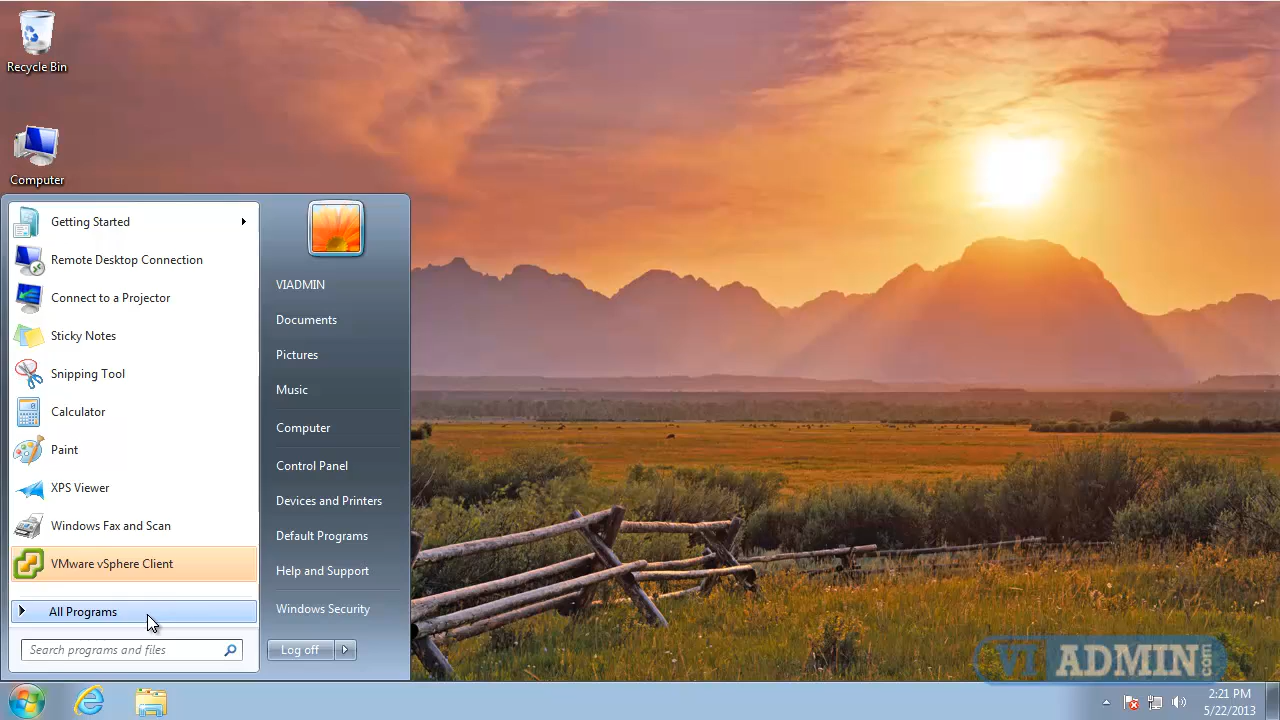 Recycle Bin
Computer
Getting Started
Remote Desktop Connection
Connect to a Projector
Sticky Notes
Snipping Tool
Calculator
Paint
XPS Viewer
Windows Fax and Scan
VMware vSphere Client
All Programs
Search programs and files
VIADMIN
Documents
Pictures
Music
Computer
Control Panel
Devices and Printers
Default Programs
Help and Support
Windows Security
Log off
VI ADMIN.com
2:21 PM
5/22/2013